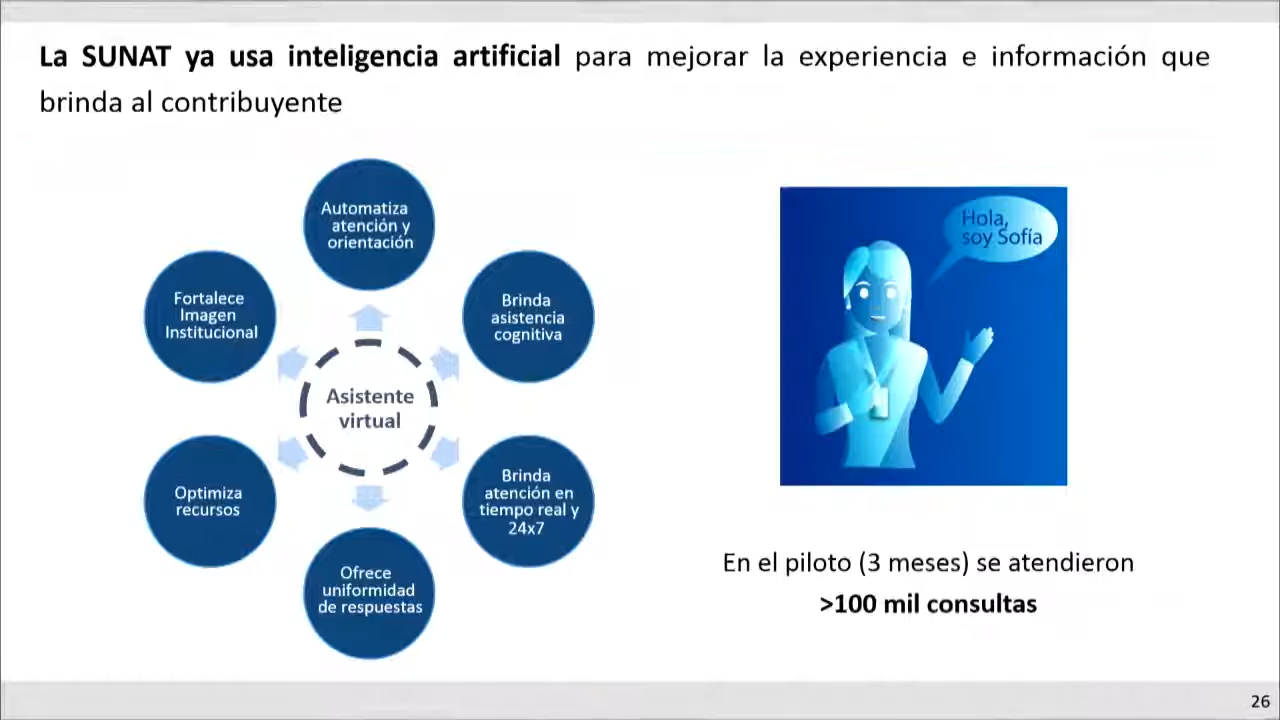 La SUNAT ya usa inteligencia artificial para mejorar la experiencia e información que
brinda al contribuyente
Automatiza
atención y
orientación
Brinda
asistencia
cognitiva
Brinda
atención en
tiempo real y
24x7
Ofrece
uniformidad
de respuestas
Optimiza
recursos
Fortalece
Imagen
Institucional
Asistente
virtual
Hola,
soy Sofía
En el piloto (3 meses) se atendieron
>100 mil consultas
26